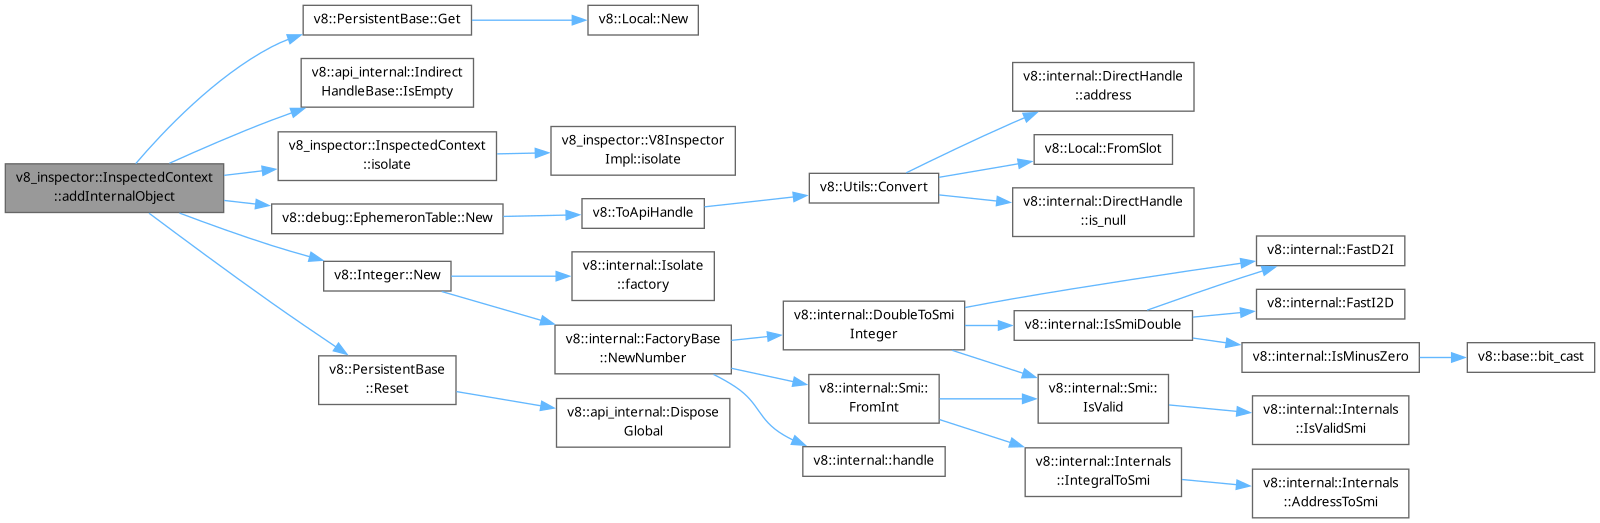 v8_inspector::InspectedContext
::addInternalObject
v8::PersistentBase::Get
v8::Local::New
v8::api_internal::Indirect
HandleBase::IsEmpty
v8_inspector::InspectedContext
::isolate
v8_inspector::V8Inspector
Impl::isolate
v8::debug::EphemeronTable::New
v8::ToApiHandle
v8::Utils::Convert
v8::internal::DirectHandle
::address
v8::Local::FromSlot
v8::internal::DirectHandle
::is_null
v8::Integer::New
v8::internal::Isolate
::factory
v8::internal::FactoryBase
::NewNumber
v8::internal::DoubleToSmi
Integer
v8::internal::FastD2I
v8::internal::IsSmiDouble
v8::internal::FastI2D
v8::internal::IsMinusZero
v8::base::bit_cast
v8::internal::Smi::
IsValid
v8::internal::Internals
::IsValidSmi
v8::internal::Smi::
FromInt
v8::internal::Internals
::IntegralToSmi
v8::internal::Internals
::AddressToSmi
v8::internal::handle
v8::PersistentBase
::Reset
v8::api_internal::Dispose
Global